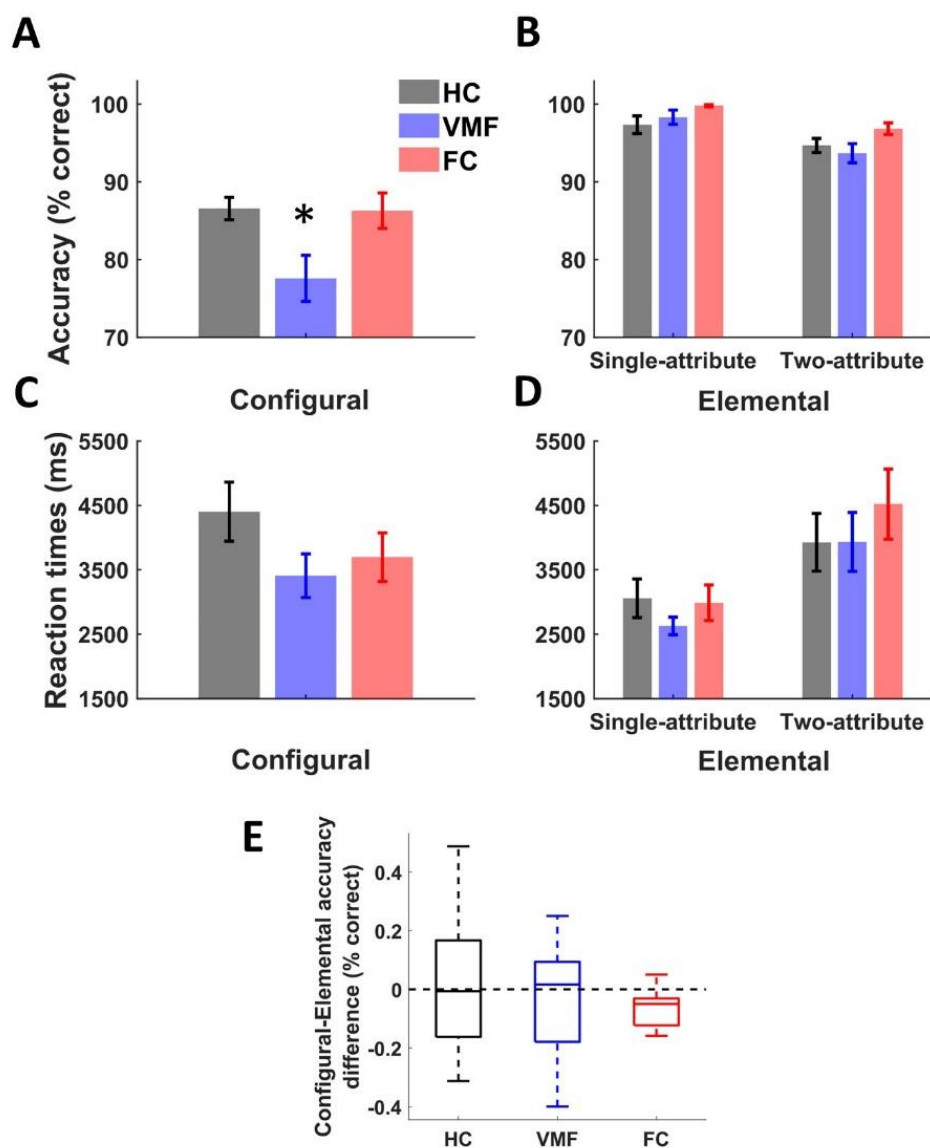 A
Accuracy (% correct)
100
90
80
70
*
HC
VMF
FC
Configural
B
100
90
80
70
Single-attribute Two-attribute
Elemental
C
Reaction times (ms)
5500
4500
3500
2500
1500
Configural
D
5500
4500
3500
2500
1500
Single-attribute Two-attribute
Elemental
E
Configural-Elemental accuracy
difference (% correct)
0.4
0.2
0
-0.2
-0.4
HC VMF FC